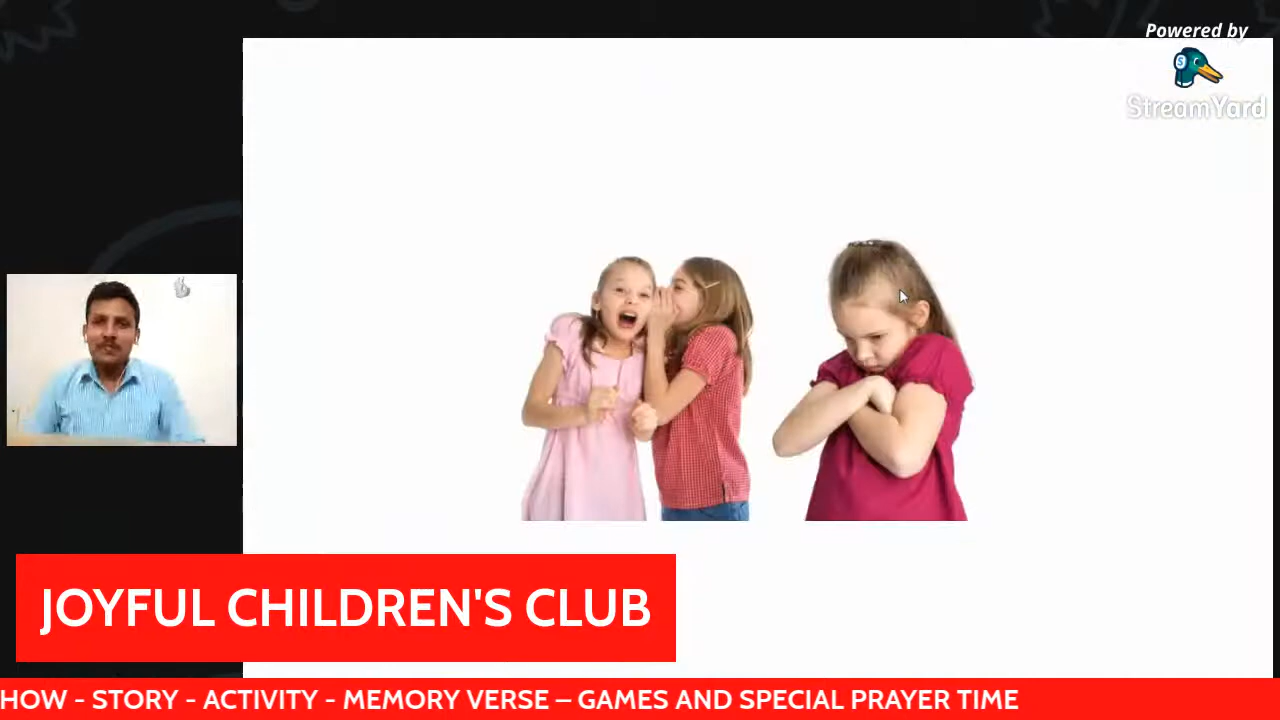 Powered by
StreamYard
JOYFUL CHILDREN'S CLUB
HOW - STORY - ACTIVITY - MEMORY VERSE – GAMES AND SPECIAL PRAYER TIME